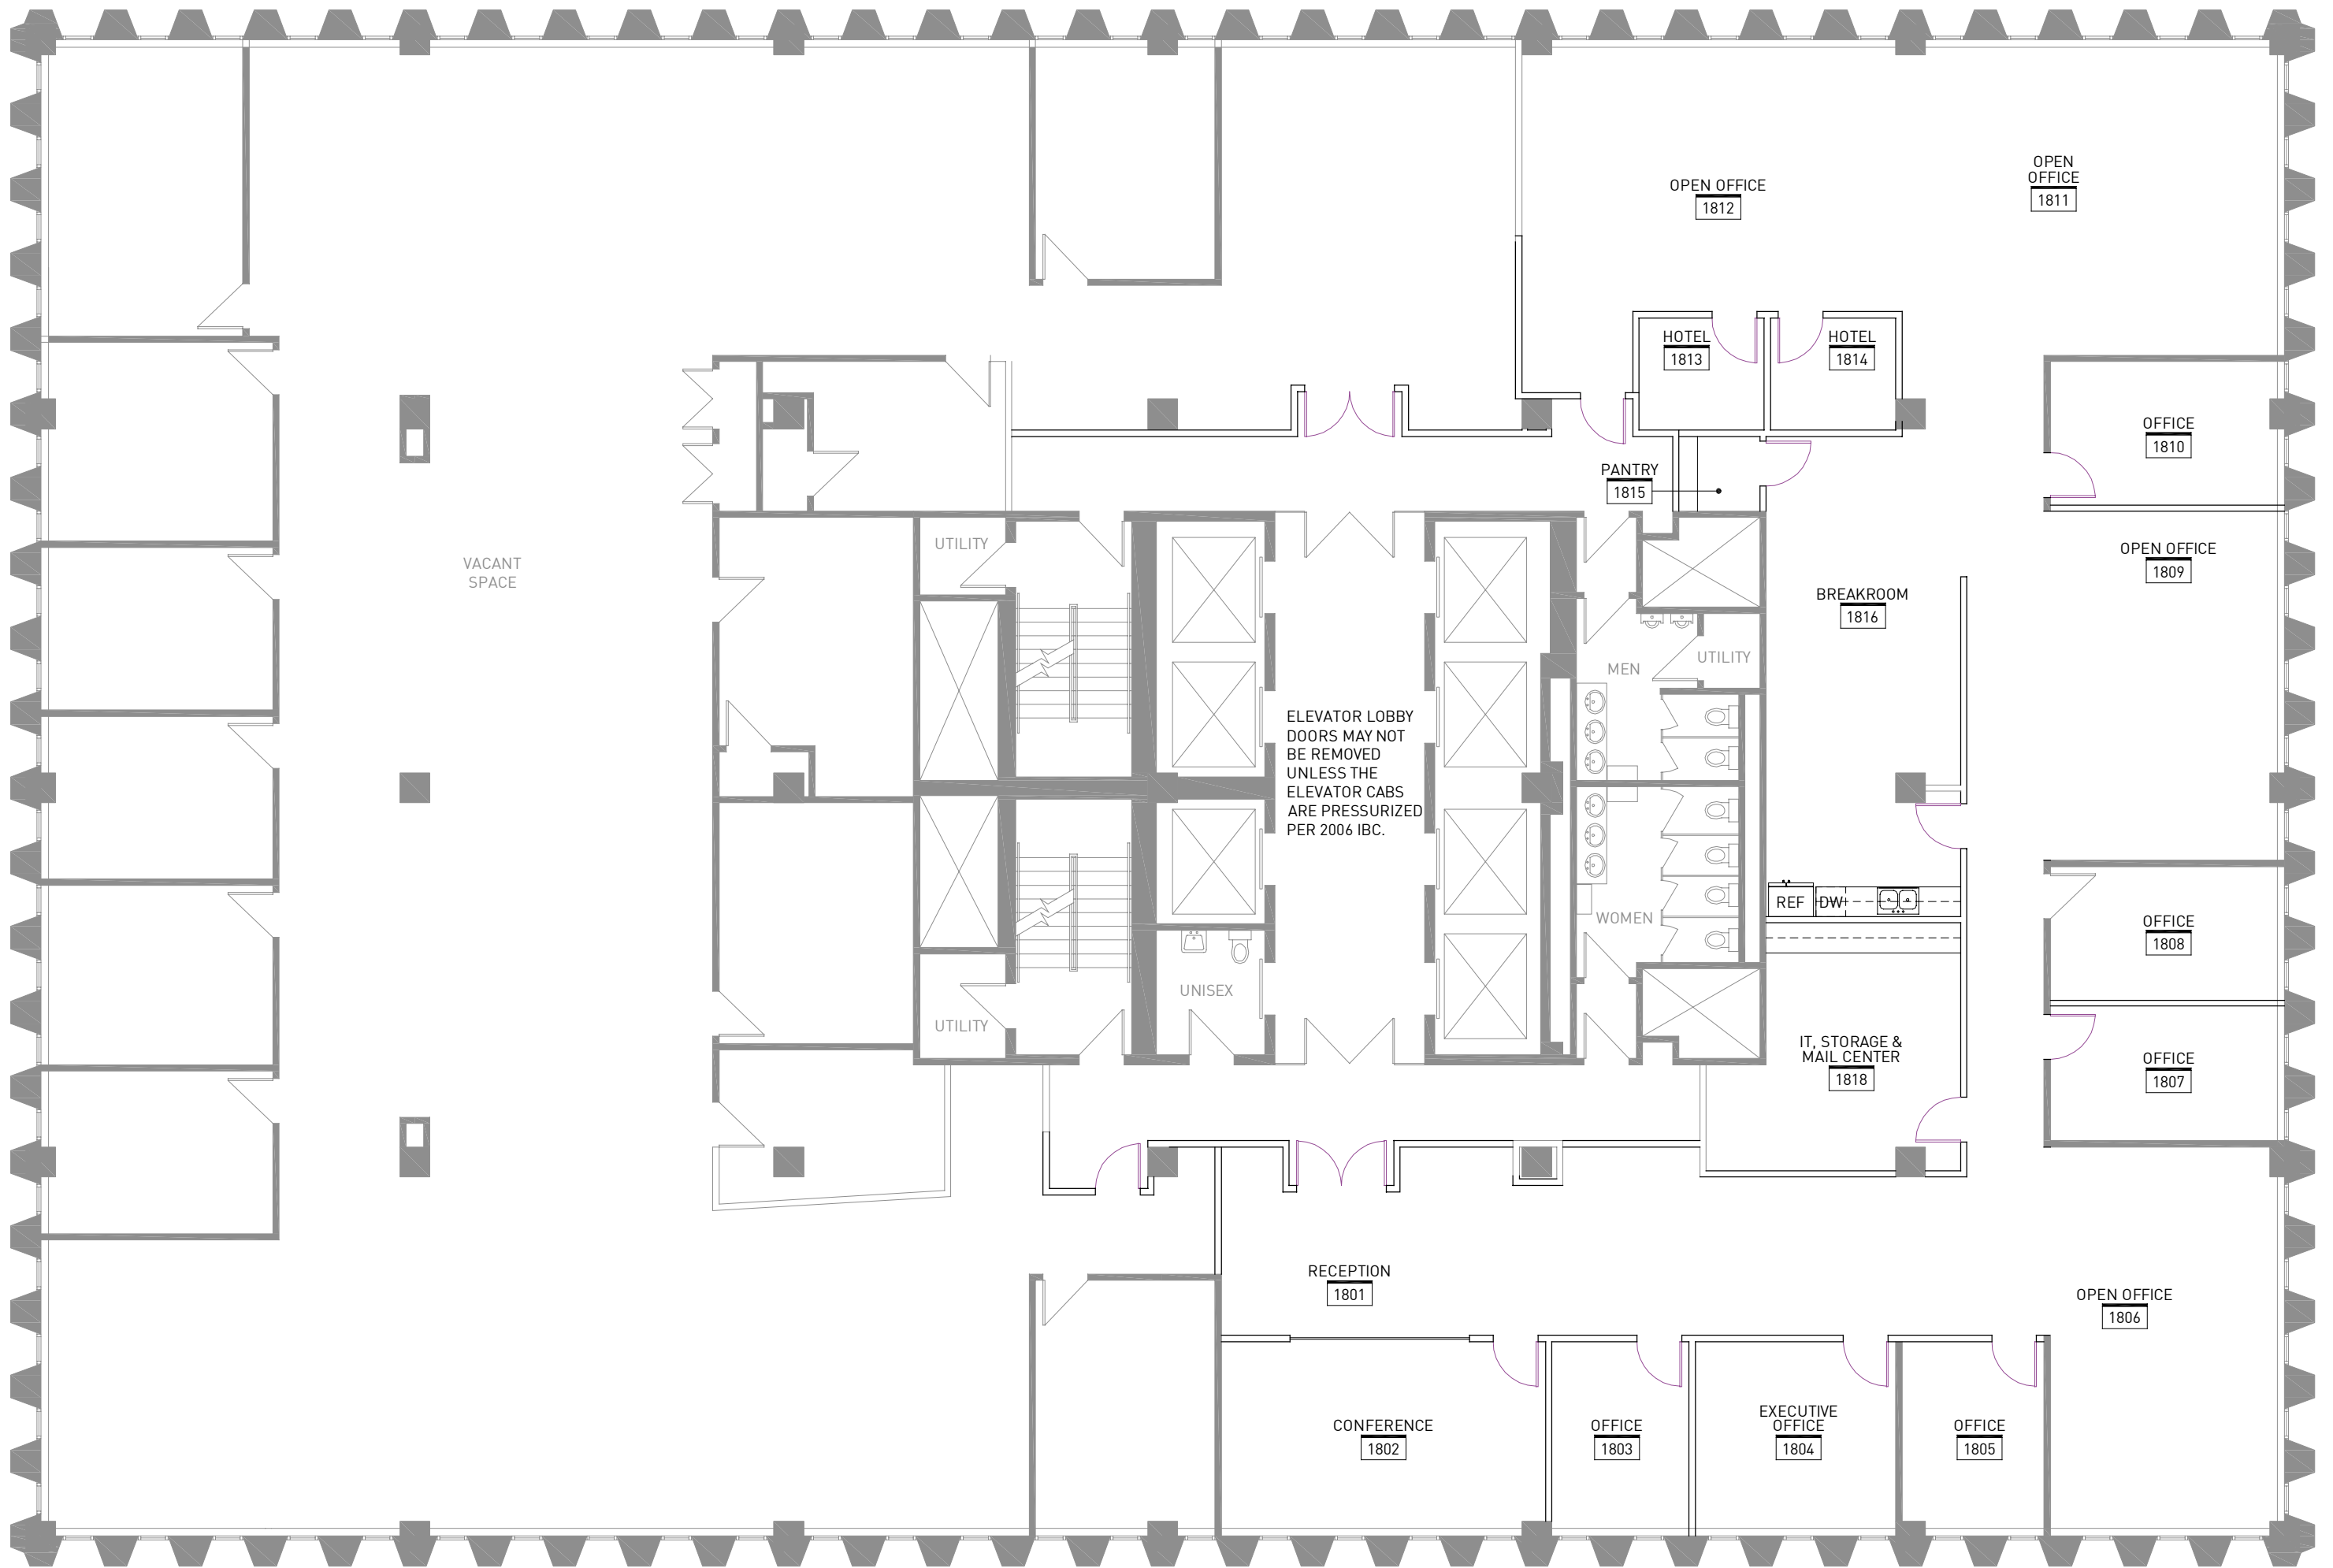 OPEN
OFFICE
1811
OPEN OFFICE
1812
HOTEL
1813
HOTEL
1814
OFFICE
1810
PANTRY
1815
UTILITY
OPEN OFFICE
1809
VACANT
SPACE
BREAKROOM
1816
MEN
UTILITY
ELEVATOR LOBBY
DOORS MAY NOT
BE REMOVED
UNLESS THE
ELEVATOR CABS
ARE PRESSURIZED
PER 2006 IBC.
REF
DW
WOMEN
OFFICE
1808
UNISEX
UTILITY
IT, STORAGE &
MAIL CENTER
1818
OFFICE
1807
RECEPTION
1801
OPEN OFFICE
1806
CONFERENCE
1802
OFFICE
1803
EXECUTIVE
OFFICE
1804
OFFICE
1805